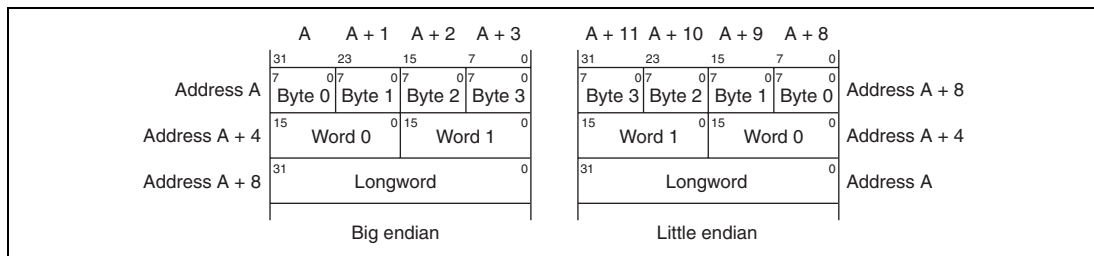 A A + 1 A + 2 A + 3 A + 11 A + 10 A + 9 A + 8
31 23 15 7 0 31 23 15 7 0
7 0 7 0 7 0 7 0 7 0 7 0 7 0 7 0
Address A Byte 0 Byte 1 Byte 2 Byte 3 Byte 3 Byte 2 Byte 1 Byte 0 Address A + 8
15 0 15 0 15 0 15 0
Address A + 4 Word 0 Word 1 Word 1 Word 0 Address A + 4
31 0 31 0
Address A + 8 Longword Longword Address A
Big endian Little endian